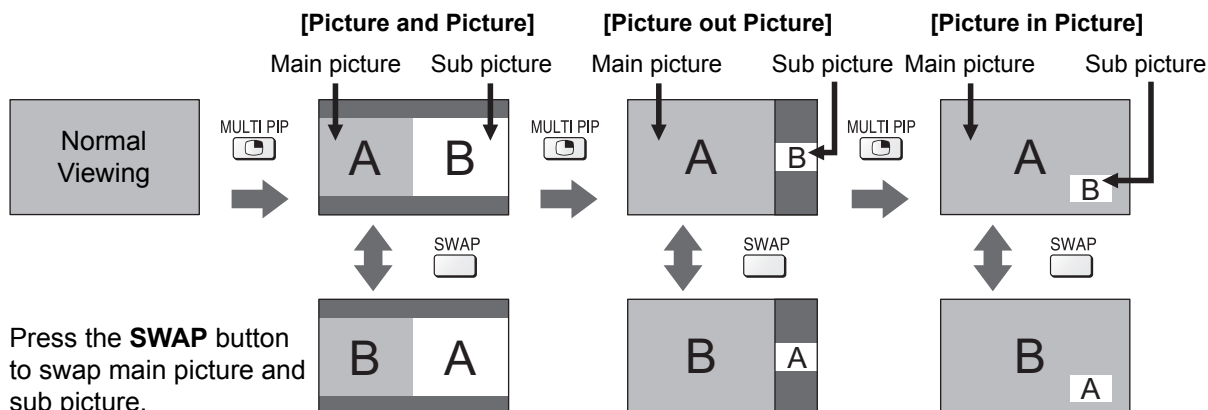 [Picture and Picture] [Picture out Picture] [Picture in Picture]
Main picture Sub picture Main picture Sub picture Main picture Sub picture
Normal
Viewing
MULTI PIP
A B
MULTI PIP
A B
MULTI PIP
A B
SWAP
SWAP
SWAP
Press the SWAP button
to swap main picture and
sub picture.
B A
B A
B A